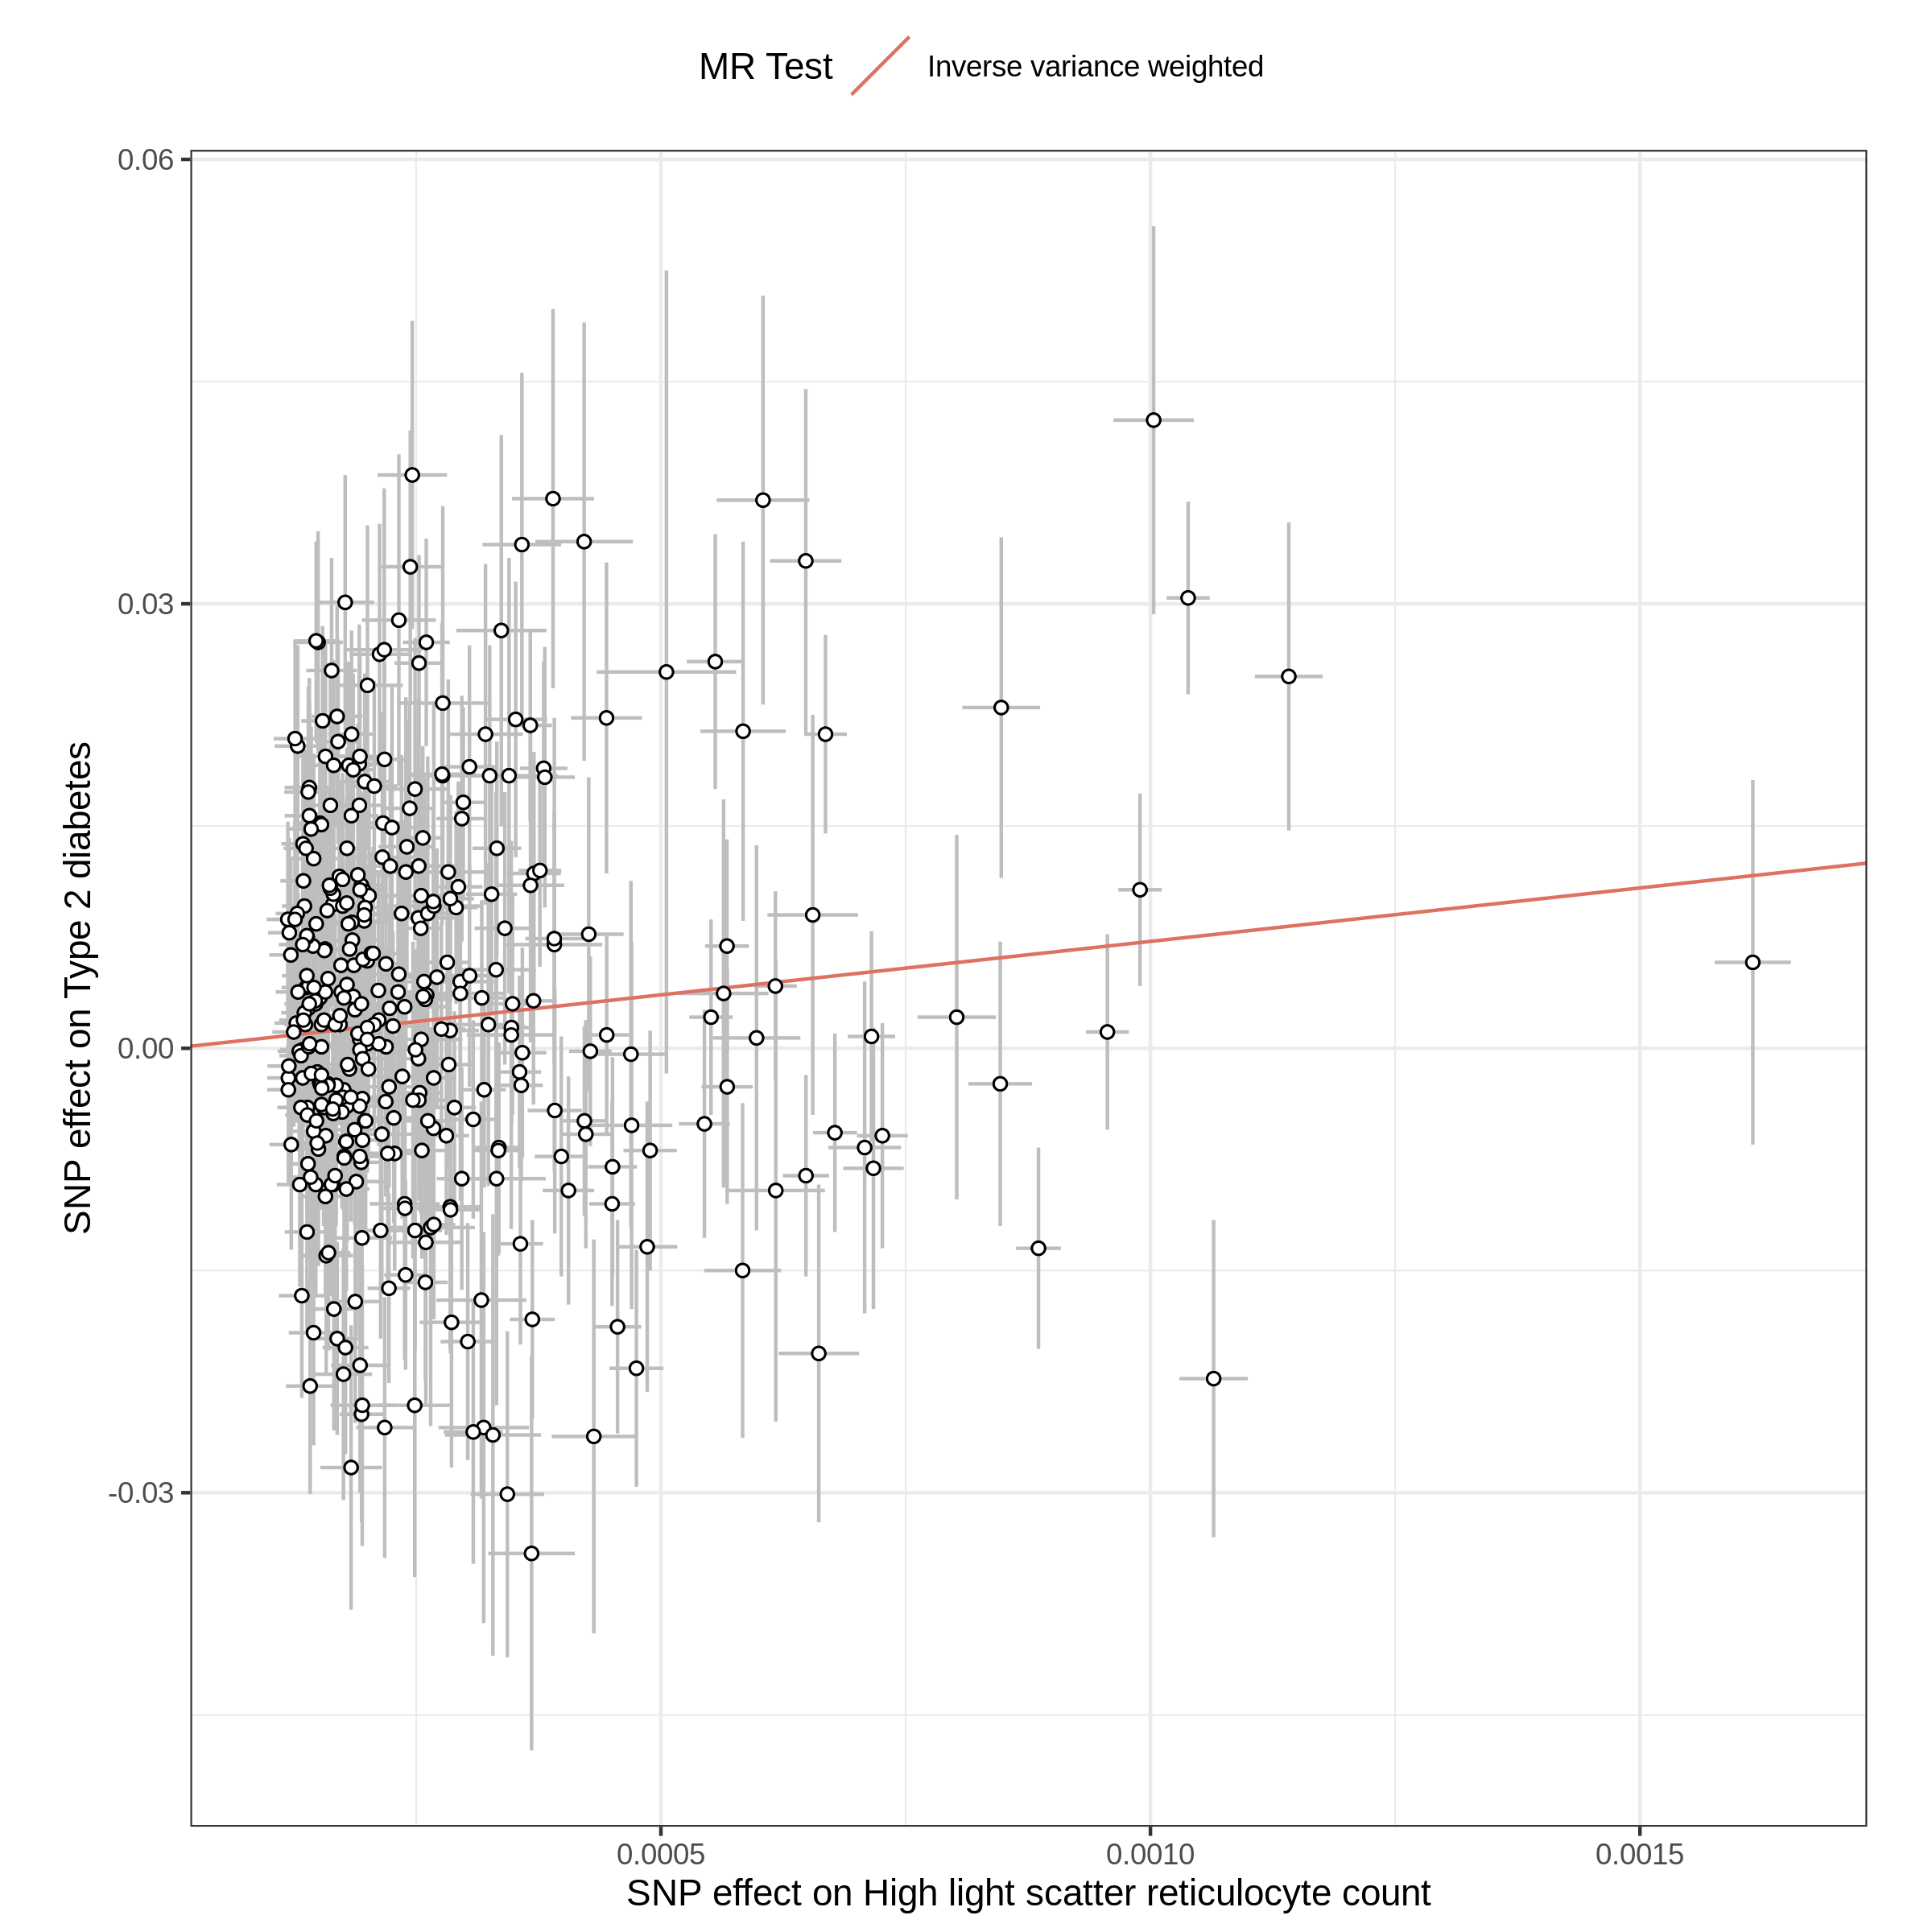 MR Test Inverse variance weighted
0.06
0.03
0.00
-0.03
SNP effect on Type 2 diabetes
0.0005 0.0010 0.0015
SNP effect on High light scatter reticulocyte count